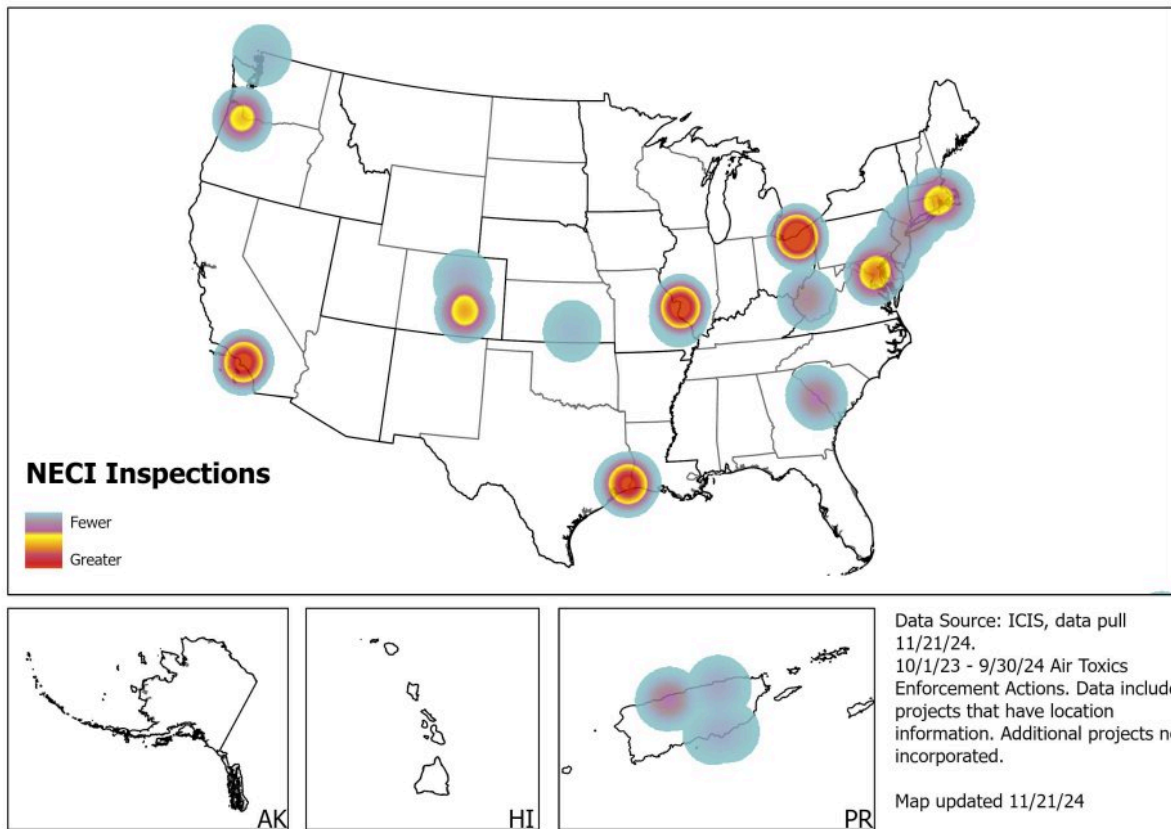 NECI Inspections
Fewer
Greater
AK
HI
PR
Data Source: ICIS, data pull
11/21/24.
10/1/23 - 9/30/24 Air Toxics
Enforcement Actions. Data include
projects that have location
information. Additional projects no
incorporated.
Map updated 11/21/24